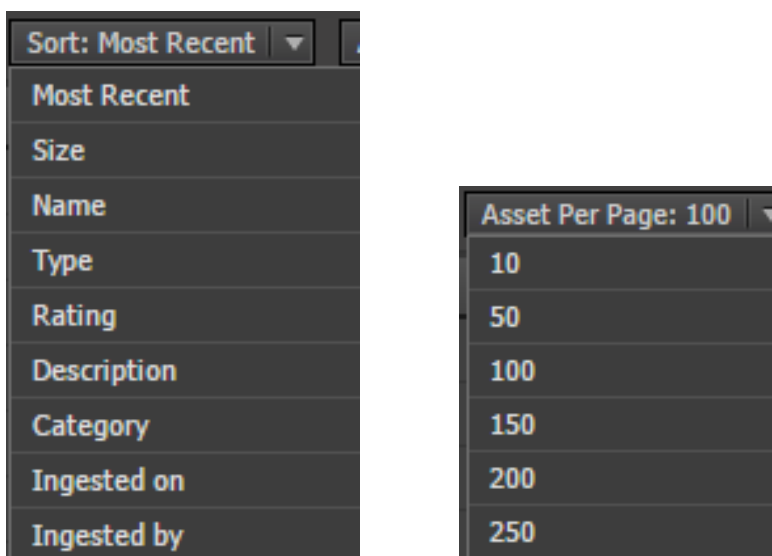 Sort: Most Recent
Most Recent
Size
Name
Type
Rating
Description
Category
Ingested on
Ingested by
Asset Per Page: 100
10
50
100
150
200
250